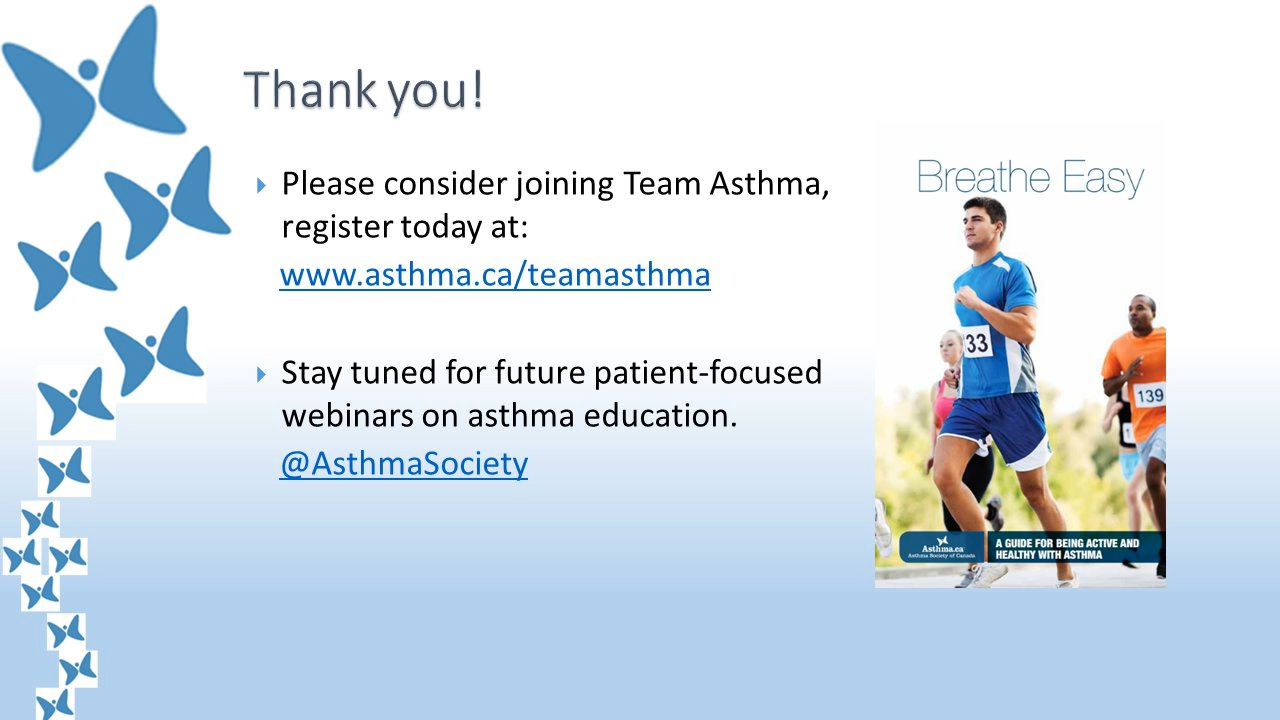 Thank you!
Please consider joining Team Asthma,
register today at:
www.asthma.ca/teamasthma
Stay tuned for future patient-focused
webinars on asthma education.
@AsthmaSociety
Breathe Easy
33
139
1
Asthma.ca
Asthma Society of Canada
A GUIDE FOR BEING ACTIVE AND
HEALTHY WITH ASTHMA